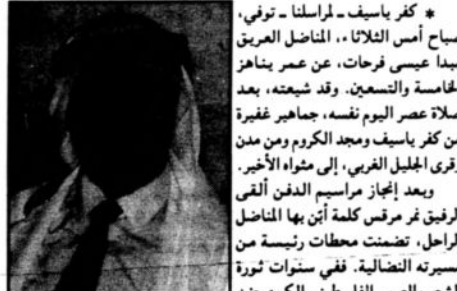 * كفر ياسيف ـ لمراسلنا ـ توفي،
صباح أمس الثلاثاء، المناضل العريق
عيسى فرحات، عن عمر يناهز
الخامسة والتسعين. وقد شيعته، بعد
صلاة عصر اليوم نفسه، جماهير غفيرة
من كفر ياسيف ومجد الكروم ومن مدن
وقرى الجليل الغربي، إلى مثواه الأخير.
وبعد إنجاز مراسيم الدفن ألقى
الرفيق نمر مرقس كلمة أبّن بها المناضل
الراحل، تضمنت محطات رئيسة من
مسيرته النضالية. ففي سنوات ثورة